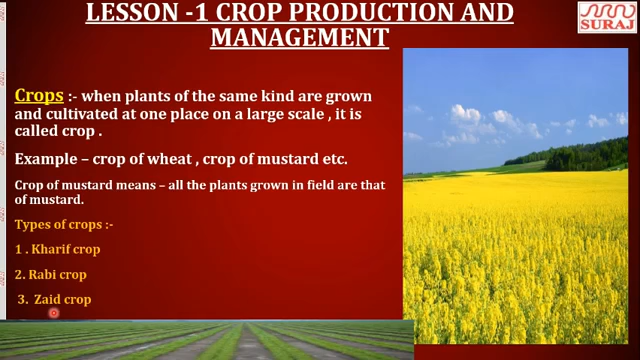 LESSON -1 CROP PRODUCTION AND
MANAGEMENT
SURAJ
Crops :- when plants of the same kind are grown
and cultivated at one place on a large scale , it is
called crop .
Example – crop of wheat , crop of mustard etc.
Crop of mustard means – all the plants grown in field are that
of mustard.
Types of crops :-
1 . Kharif crop
2. Rabi crop
3. Zaid crop